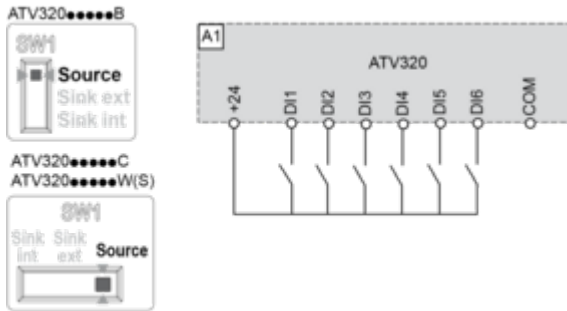 ATV320●●●●●B
SW1
Source
Sink ext
Sink int
ATV320●●●●●C
ATV320●●●●●W(S)
SW1
Sink int
Sink ext
Source
A1
ATV320
+24
DI1
DI2
DI3
DI4
DI5
DI6
COM